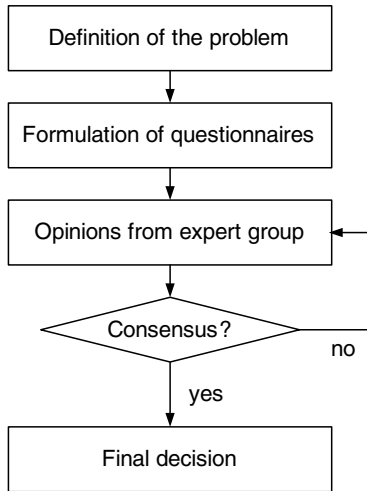 Definition of the problem
Formulation of questionnaires
Opinions from expert group
Consensus?
no
yes
Final decision